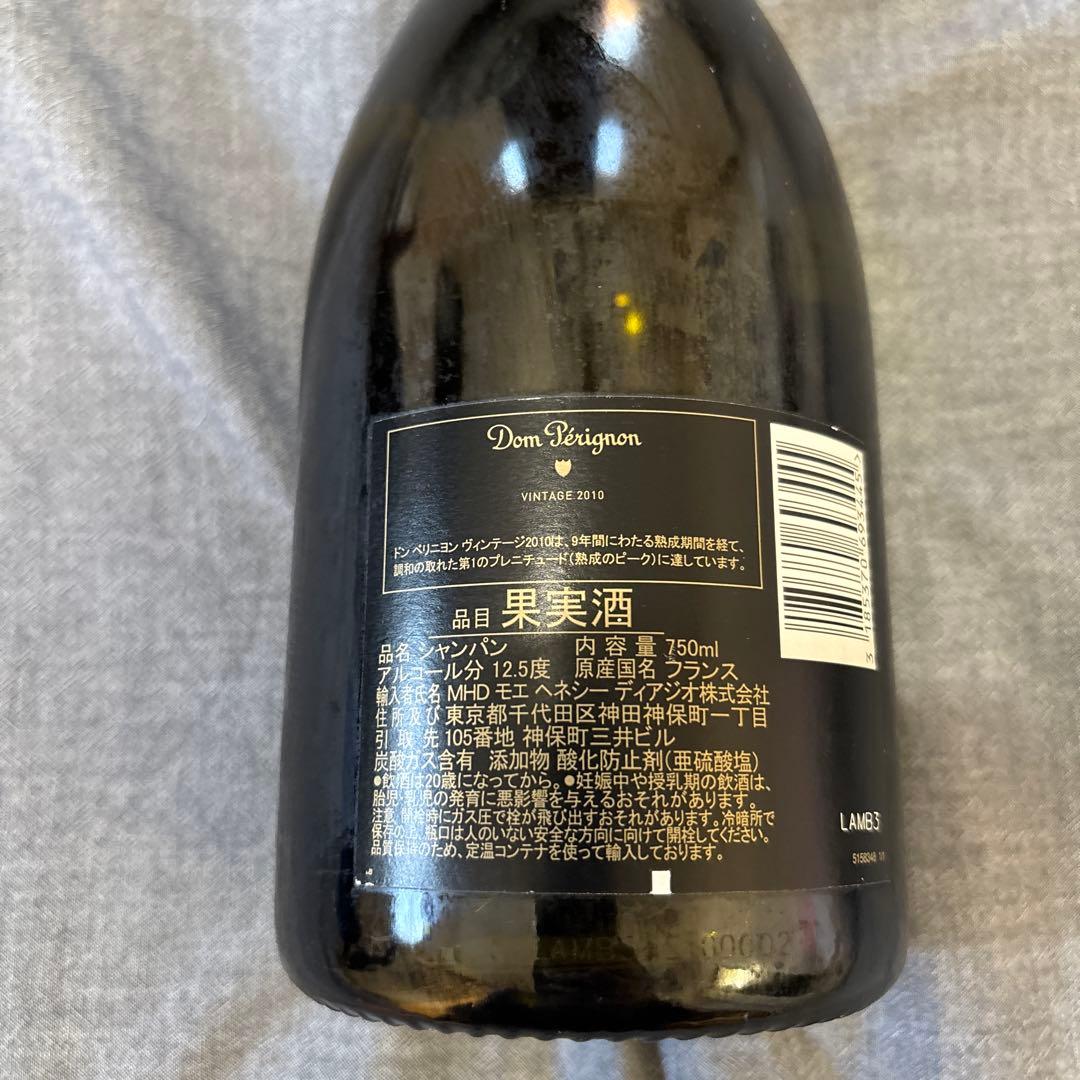 Dom Pérignon
VINTAGE 2010
ドン ペリニヨン ヴィンテージ2010は、9年間にわたる熟成期間を経て、
調和の取れた第1のプレニチュード(熟成のピーク)に達しています。
品目 果実酒
品名 シャンパン 内容量 750ml
アルコール分 12.5度 原産国名 フランス
輸入者氏名 MHD モエ ヘネシー ディアジオ株式会社
住所及び 東京都千代田区神田神保町一丁目
引取先 105番地 神保町三井ビル
炭酸ガス含有 添加物 酸化防止剤(亜硫酸塩)
●飲酒は20歳になってから。●妊娠中や授乳期の飲酒は、
胎児・乳児の発育に悪影響を与えるおそれがあります。
注意 開栓時にガス圧で栓が飛び出すおそれがあります。冷暗所で
保存の上、瓶口は人のいない安全な方向に向けて開栓してください。
品質保持のため、定温コンテナを使って輸入しております。
3 185370 693445
LAMB3
5158348